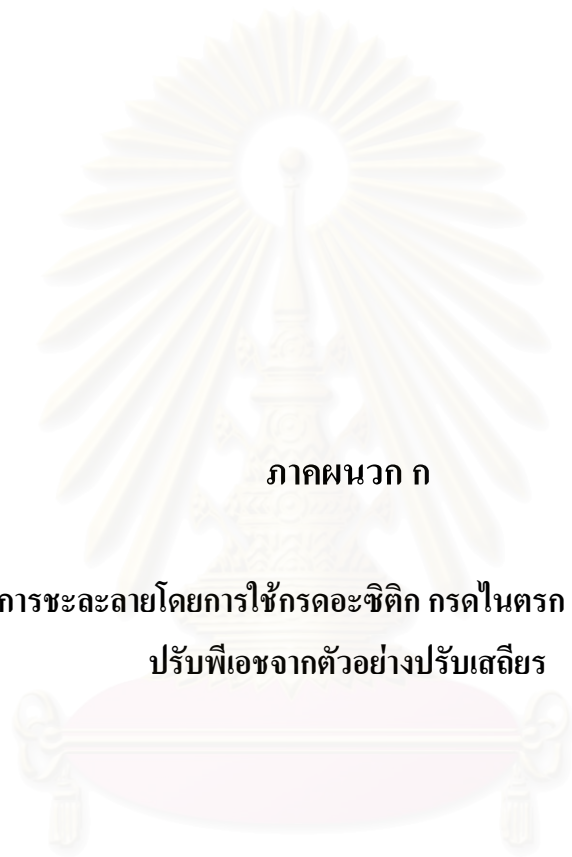 ภาคผนวก ก
การชะละลายโดยการใช้กรดอะซิติก กรดไนตรก
ปรับพีเอชจากตัวอย่างปรับเสถียร